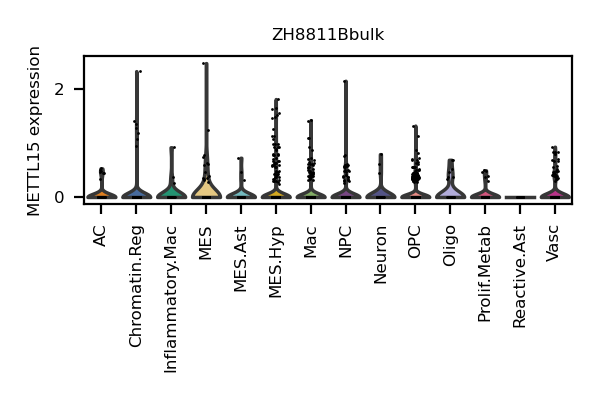 ZH8811Bbulk
METTL15 expression
2
0
AC
Chromatin.Reg
Inflammatory.Mac
MES
MES.Ast
MES.Hyp
Mac
NPC
Neuron
OPC
Oligo
Prolif.Metab
Reactive.Ast
Vasc